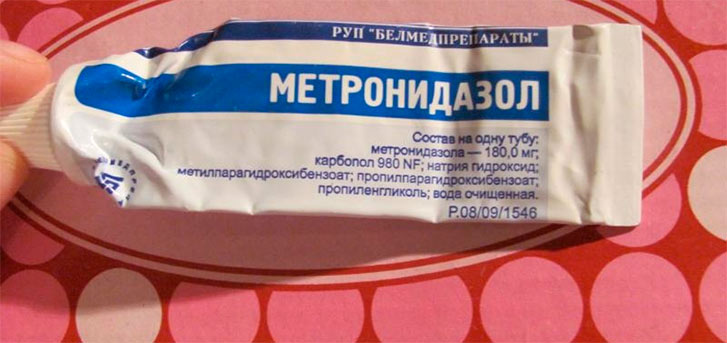 РУП "БЕЛМЕДПРЕПАРАТЫ"
МЕТРОНИДАЗОЛ
Состав на одну тубу:
метронидазола — 180,0 мг;
карбопол 980 NF; натрия гидроксид;
метилпарагидроксибензоат; пропилпарагидроксибензоат;
пропиленгликоль; вода очищенная.
Р.08/09/1546